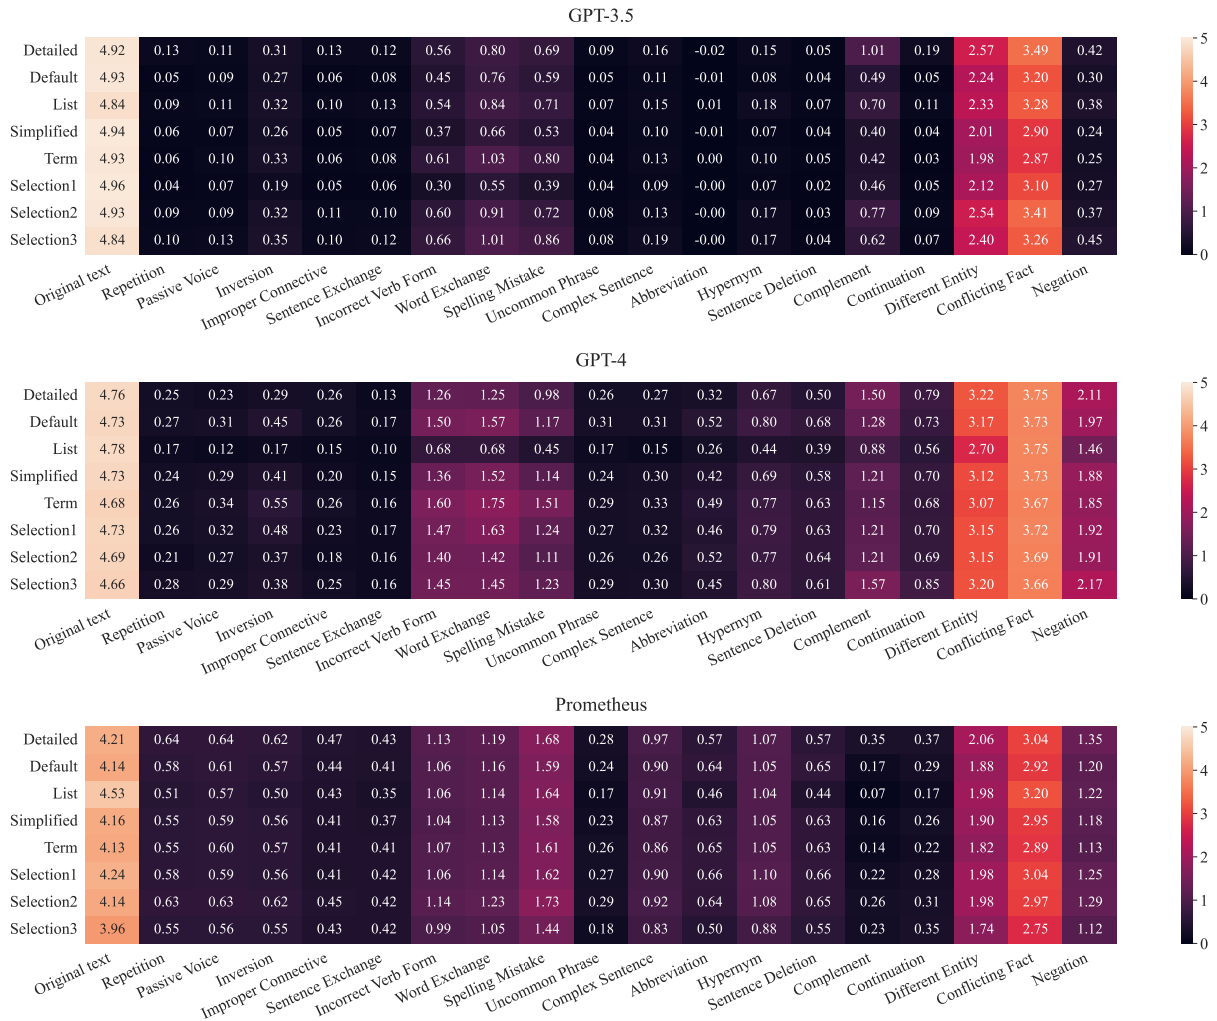 GPT-3.5
Detailed 4.92 0.13 0.11 0.31 0.13 0.12 0.56 0.80 0.69 0.09 0.16 -0.02 0.15 0.05 1.01 0.19 2.57 3.49 0.42
Default 4.93 0.05 0.09 0.27 0.06 0.08 0.45 0.76 0.59 0.05 0.11 -0.01 0.08 0.04 0.49 0.05 2.24 3.20 0.30
List 4.84 0.09 0.11 0.32 0.10 0.13 0.54 0.84 0.71 0.07 0.15 0.01 0.18 0.07 0.70 0.11 2.33 3.28 0.38
Simplified 4.94 0.06 0.07 0.26 0.05 0.07 0.37 0.66 0.53 0.04 0.10 -0.01 0.07 0.04 0.40 0.04 2.01 2.90 0.24
Term 4.93 0.06 0.10 0.33 0.06 0.08 0.61 1.03 0.80 0.04 0.13 0.00 0.10 0.05 0.42 0.03 1.98 2.87 0.25
Selection1 4.96 0.04 0.07 0.19 0.05 0.06 0.30 0.55 0.39 0.04 0.09 -0.00 0.07 0.02 0.46 0.05 2.12 3.10 0.27
Selection2 4.93 0.09 0.09 0.32 0.11 0.10 0.60 0.91 0.72 0.08 0.13 -0.00 0.17 0.03 0.77 0.09 2.54 3.41 0.37
Selection3 4.84 0.10 0.13 0.35 0.10 0.12 0.66 1.01 0.86 0.08 0.19 -0.00 0.17 0.04 0.62 0.07 2.40 3.26 0.45
Original text Repetition Passive Voice Inversion Improper Connective Sentence Exchange Incorrect Verb Form Word Exchange Spelling Mistake Uncommon Phrase Complex Sentence Abbreviation Hypernym Sentence Deletion Complement Continuation Different Entity Conflicting Fact Negation
5
4
3
2
1
0
GPT-4
Detailed 4.76 0.25 0.23 0.29 0.26 0.13 1.26 1.25 0.98 0.26 0.27 0.32 0.67 0.50 1.50 0.79 3.22 3.75 2.11
Default 4.73 0.27 0.31 0.45 0.26 0.17 1.50 1.57 1.17 0.31 0.31 0.52 0.80 0.68 1.28 0.73 3.17 3.73 1.97
List 4.78 0.17 0.12 0.17 0.15 0.10 0.68 0.68 0.45 0.17 0.15 0.26 0.44 0.39 0.88 0.56 2.70 3.75 1.46
Simplified 4.73 0.24 0.29 0.41 0.20 0.15 1.36 1.52 1.14 0.24 0.30 0.42 0.69 0.58 1.21 0.70 3.12 3.73 1.88
Term 4.68 0.26 0.34 0.55 0.26 0.16 1.60 1.75 1.51 0.29 0.33 0.49 0.77 0.63 1.15 0.68 3.07 3.67 1.85
Selection1 4.73 0.26 0.32 0.48 0.23 0.17 1.47 1.63 1.24 0.27 0.32 0.46 0.79 0.63 1.21 0.70 3.15 3.72 1.92
Selection2 4.69 0.21 0.27 0.37 0.18 0.16 1.40 1.42 1.11 0.26 0.26 0.52 0.77 0.64 1.21 0.69 3.15 3.69 1.91
Selection3 4.66 0.28 0.29 0.38 0.25 0.16 1.45 1.45 1.23 0.29 0.30 0.45 0.80 0.61 1.57 0.85 3.20 3.66 2.17
Original text Repetition Passive Voice Inversion Improper Connective Sentence Exchange Incorrect Verb Form Word Exchange Spelling Mistake Uncommon Phrase Complex Sentence Abbreviation Hypernym Sentence Deletion Complement Continuation Different Entity Conflicting Fact Negation
5
4
3
2
1
0
Prometheus
Detailed 4.21 0.64 0.64 0.62 0.47 0.43 1.13 1.19 1.68 0.28 0.97 0.57 1.07 0.57 0.35 0.37 2.06 3.04 1.35
Default 4.14 0.58 0.61 0.57 0.44 0.41 1.06 1.16 1.59 0.24 0.90 0.64 1.05 0.65 0.17 0.29 1.88 2.92 1.20
List 4.53 0.51 0.57 0.50 0.43 0.35 1.06 1.14 1.64 0.17 0.91 0.46 1.04 0.44 0.07 0.17 1.98 3.20 1.22
Simplified 4.16 0.55 0.59 0.56 0.41 0.37 1.04 1.13 1.58 0.23 0.87 0.63 1.05 0.63 0.16 0.26 1.90 2.95 1.18
Term 4.13 0.55 0.60 0.57 0.41 0.41 1.07 1.13 1.61 0.26 0.86 0.65 1.05 0.63 0.14 0.22 1.82 2.89 1.13
Selection1 4.24 0.58 0.59 0.56 0.41 0.42 1.06 1.14 1.62 0.27 0.90 0.66 1.10 0.66 0.22 0.28 1.98 3.04 1.25
Selection2 4.14 0.63 0.63 0.62 0.45 0.42 1.14 1.23 1.73 0.29 0.92 0.64 1.08 0.65 0.26 0.31 1.98 2.97 1.29
Selection3 3.96 0.55 0.56 0.55 0.43 0.42 0.99 1.05 1.44 0.18 0.83 0.50 0.88 0.55 0.23 0.35 1.74 2.75 1.12
Original text Repetition Passive Voice Inversion Improper Connective Sentence Exchange Incorrect Verb Form Word Exchange Spelling Mistake Uncommon Phrase Complex Sentence Abbreviation Hypernym Sentence Deletion Complement Continuation Different Entity Conflicting Fact Negation
5
4
3
2
1
0